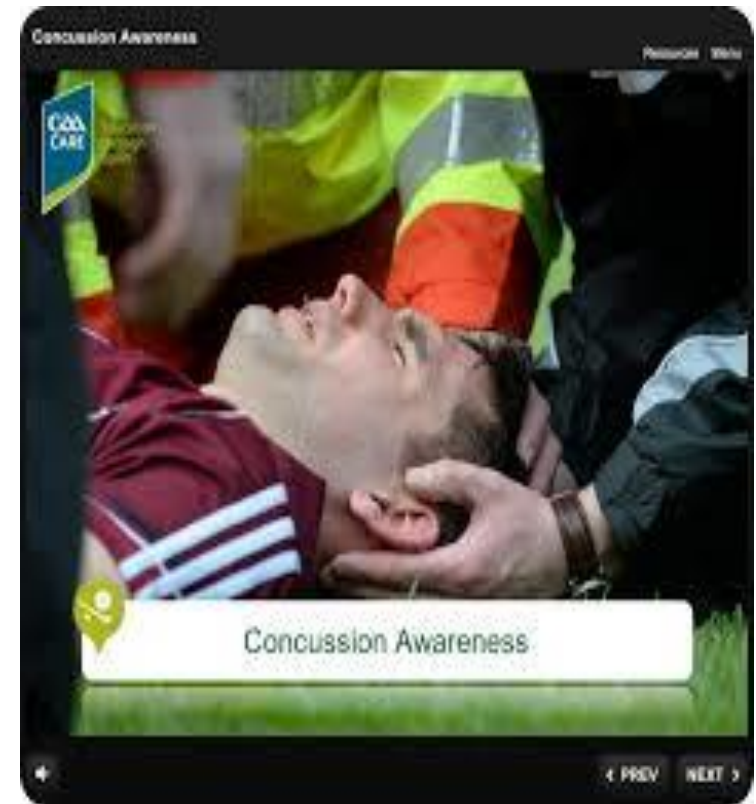 Concussion Awareness
Resources Menu
GAA
CARE
Concussion Awareness
< PREV NEXT >